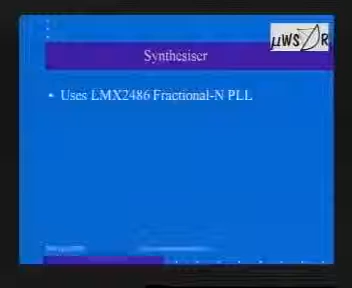 µWS R
Synthesiser
• Uses LMX2486 Fractional-N PLL